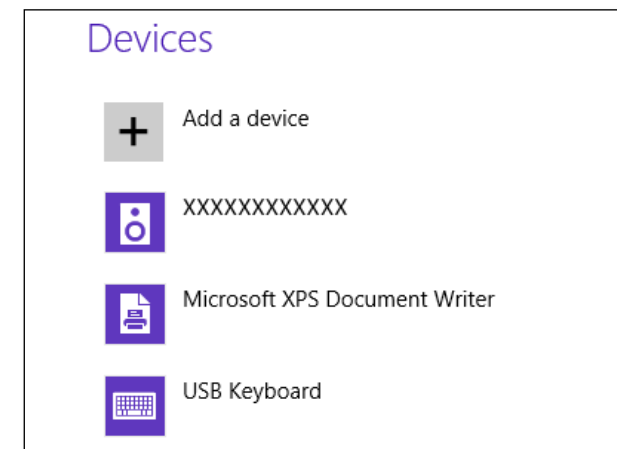 Devices
Add a device
XXXXXXXXXXXX
Microsoft XPS Document Writer
USB Keyboard